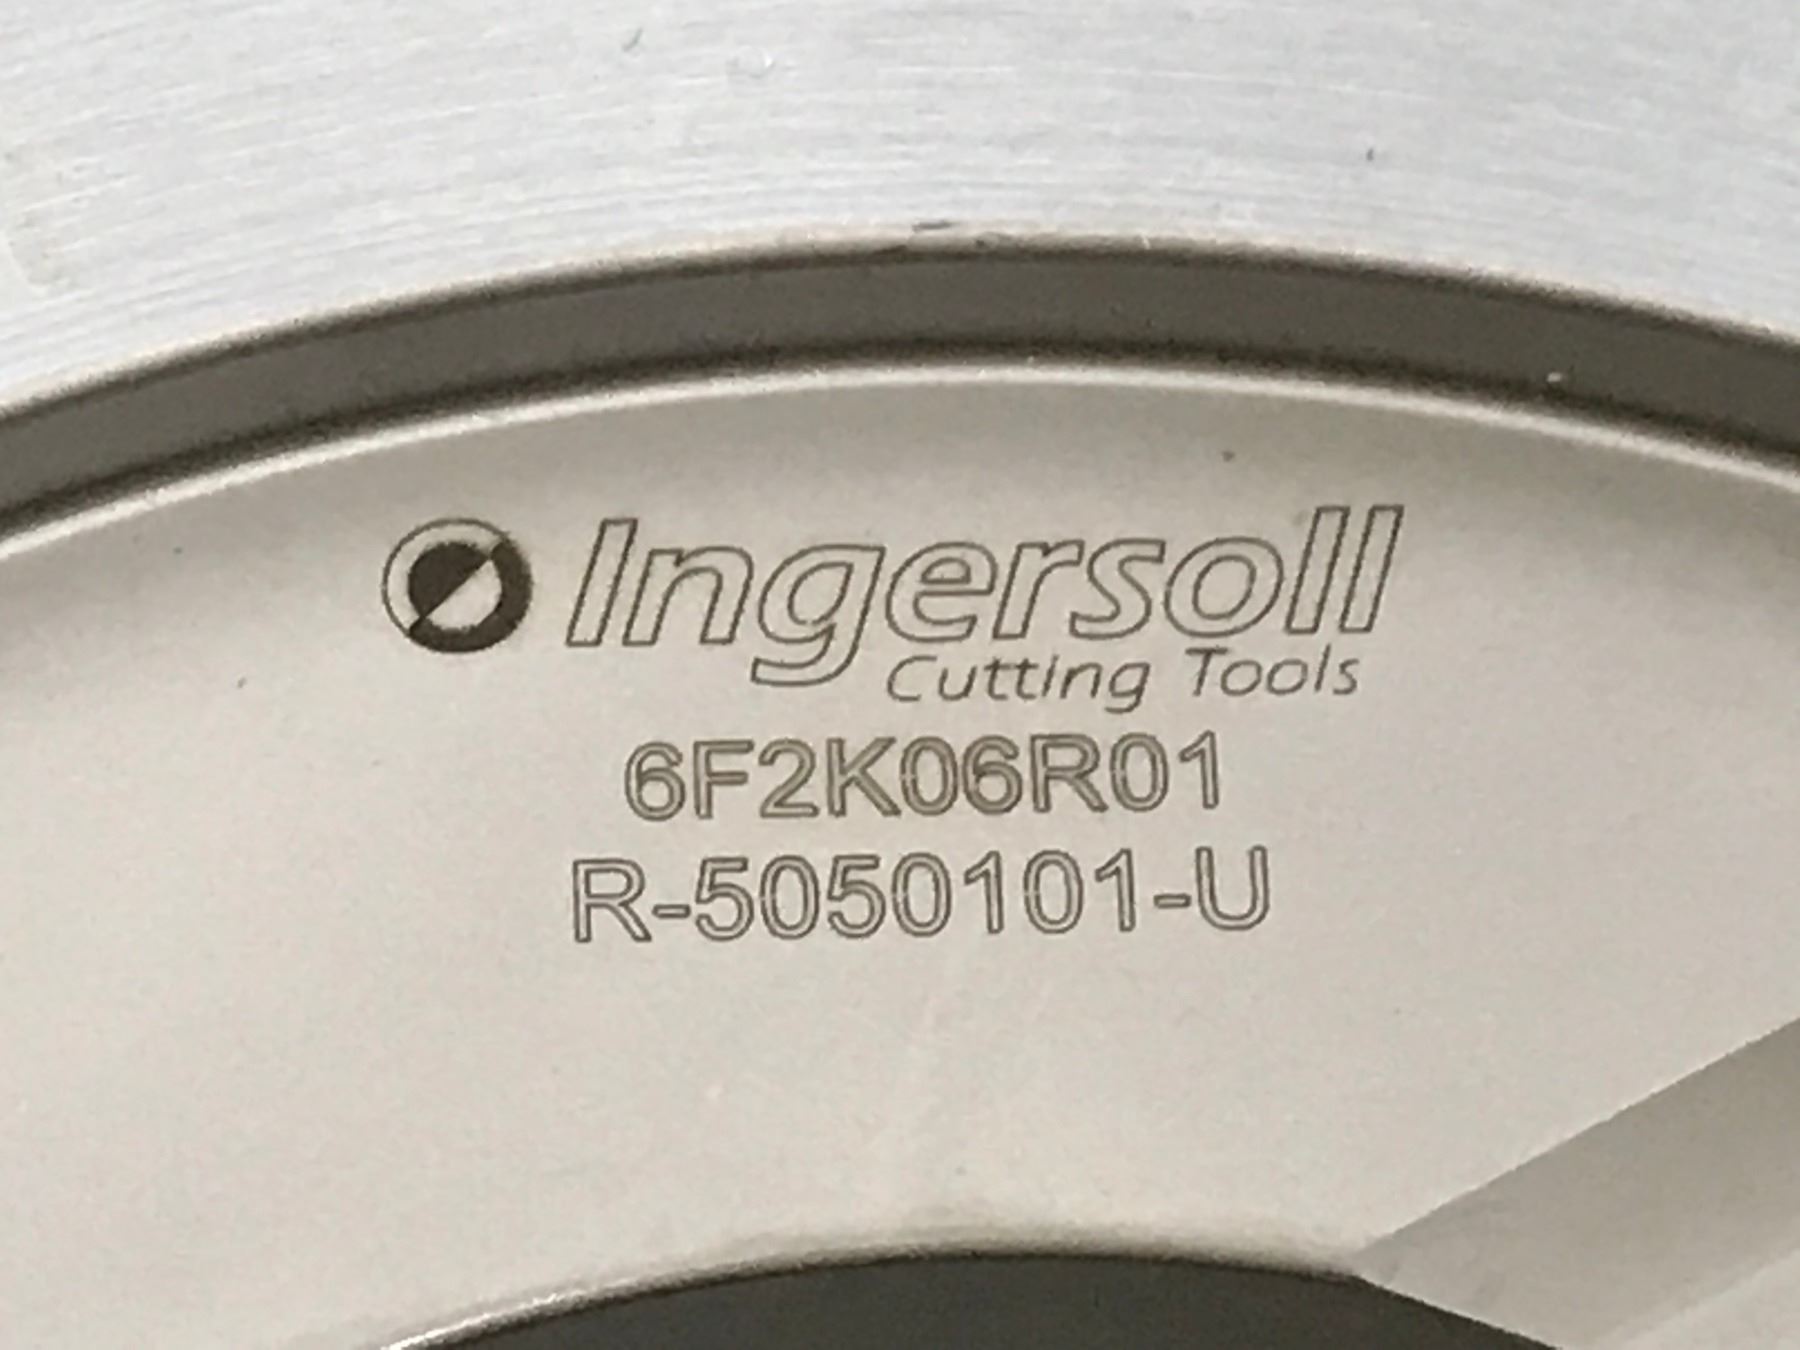 Ingersoll
Cutting Tools
6F2K06R01
R-5050101-U